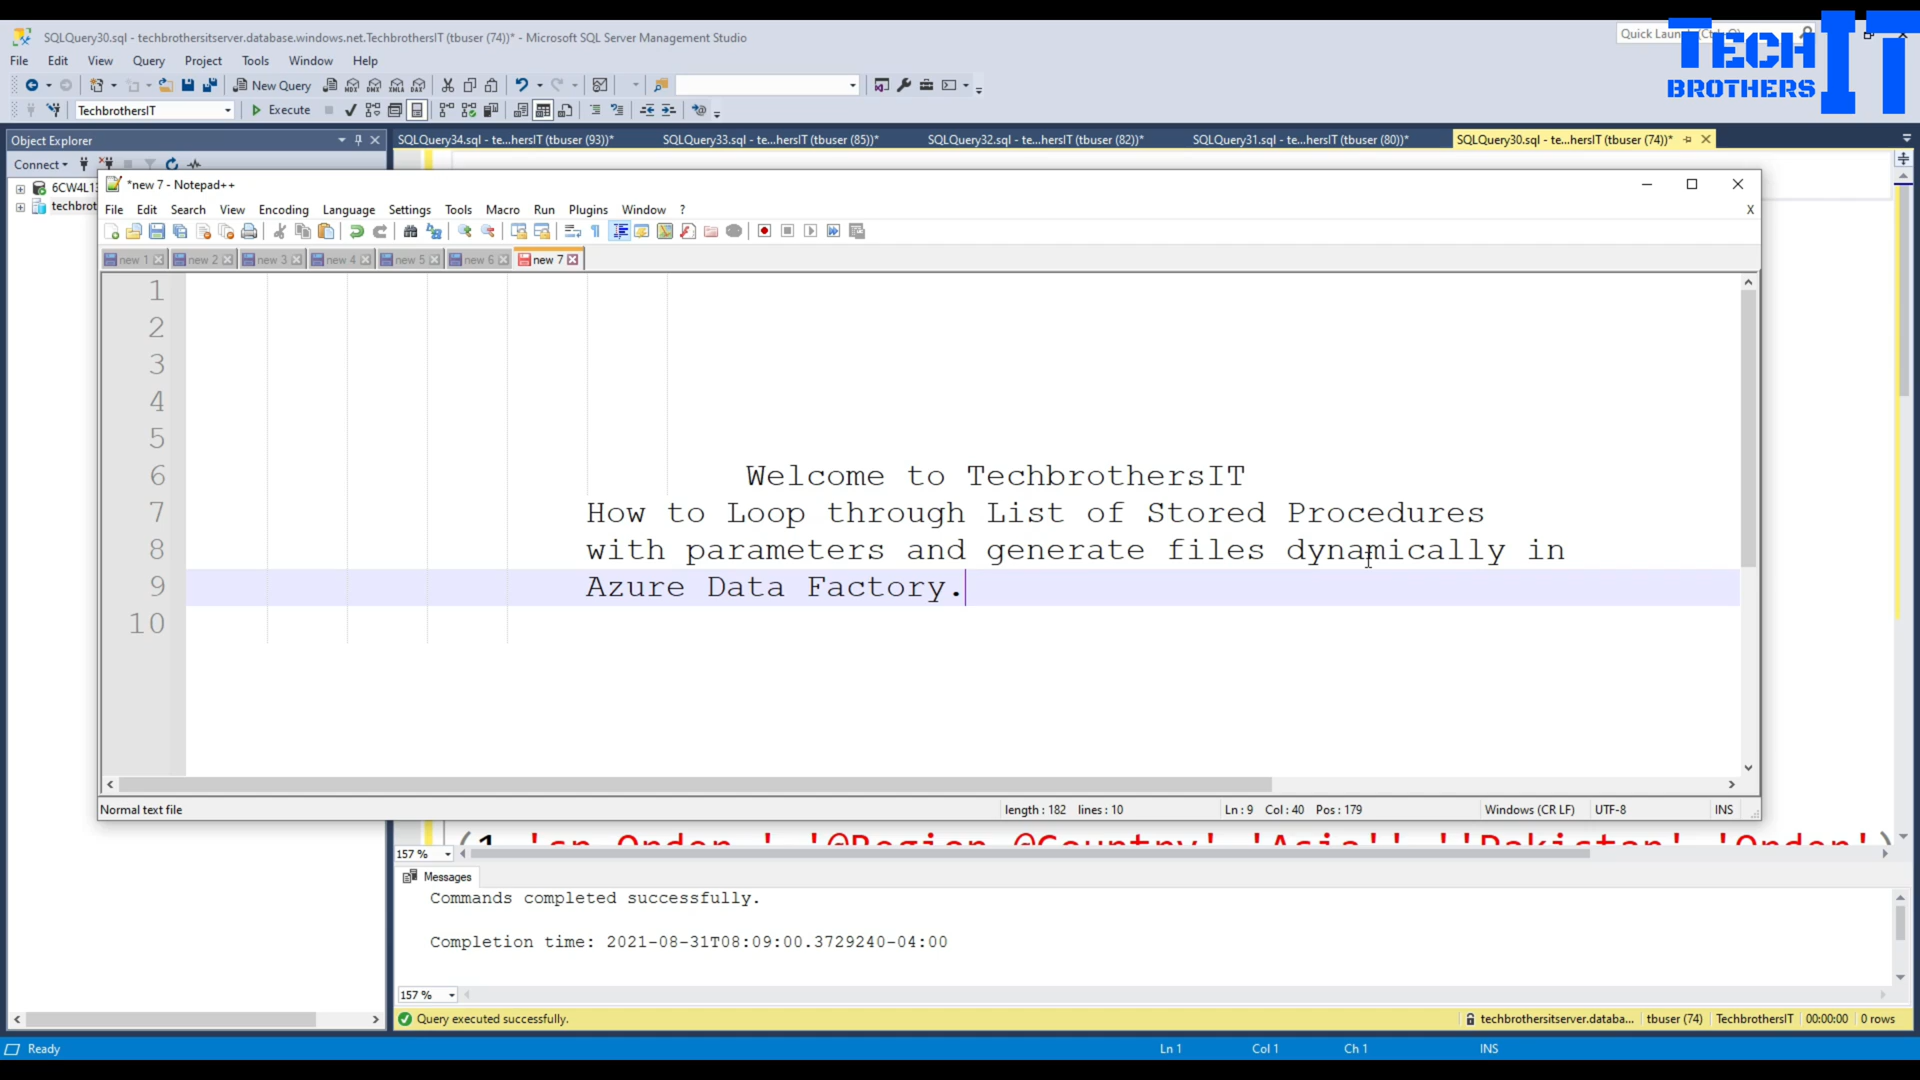 SQLQuery30.sql - techbrothersitserver.database.windows.net.TechbrothersIT (tbuser (74))* - Microsoft SQL Server Management Studio
TECH
BROTHERS
IT
File Edit View Query Project Tools Window Help
New Query
TechbrothersIT
Execute
Object Explorer
SQLQuery34.sql - te...hersIT (tbuser (93))*
SQLQuery33.sql - te...hersIT (tbuser (85))*
SQLQuery32.sql - te...hersIT (tbuser (82))*
SQLQuery31.sql - te...hersIT (tbuser (80))*
SQLQuery30.sql - te...hersIT (tbuser (74))*
Connect
*new 7 - Notepad++
File Edit Search View Encoding Language Settings Tools Macro Run Plugins Window ?
X
new 1 new 2 new 3 new 4 new 5 new 6 new 7
1
2
3
4
5
6 Welcome to TechbrothersIT
7 How to Loop through List of Stored Procedures
8 with parameters and generate files dynamically in
9 Azure Data Factory.
10
Normal text file length : 182 lines : 10 Ln : 9 Col : 40 Pos : 179 Windows (CR LF) UTF-8 INS
157 %
Messages
Commands completed successfully.
Completion time: 2021-08-31T08:09:00.3729240-04:00
157 %
Query executed successfully. techbrothersitserver.databa... tbuser (74) TechbrothersIT 00:00:00 0 rows
Ready Ln 1 Col 1 Ch 1 INS